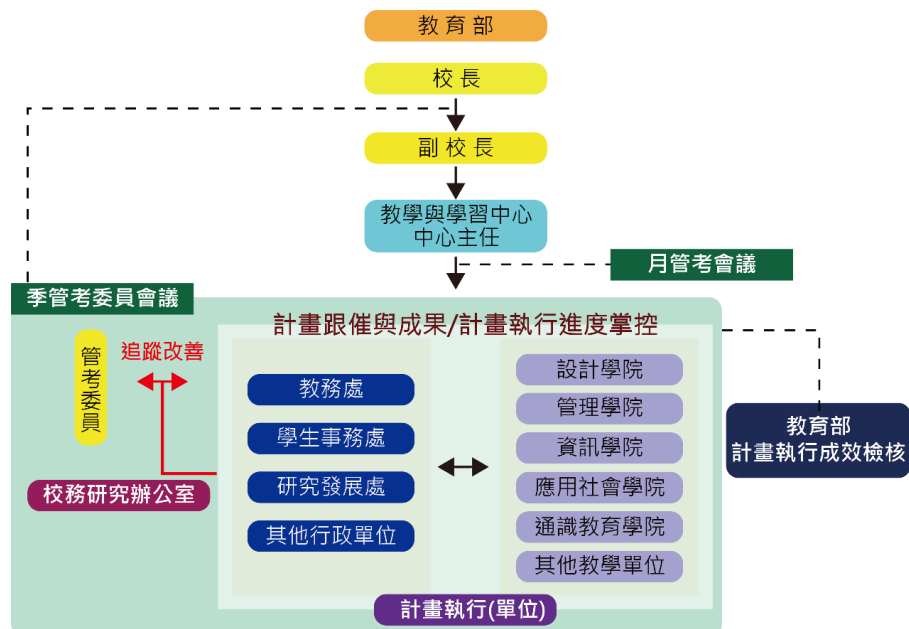 教育部
校長
副校長
教學與學習中心
中心主任
月管考會議
季管考委員會議
計畫跟催與成果/計畫執行進度掌控
管考委員
追蹤改善
校務研究辦公室
教務處
學生事務處
研究發展處
其他行政單位
設計學院
管理學院
資訊學院
應用社會學院
通識教育學院
其他教學單位
教育部
計畫執行成效檢核
計畫執行(單位)